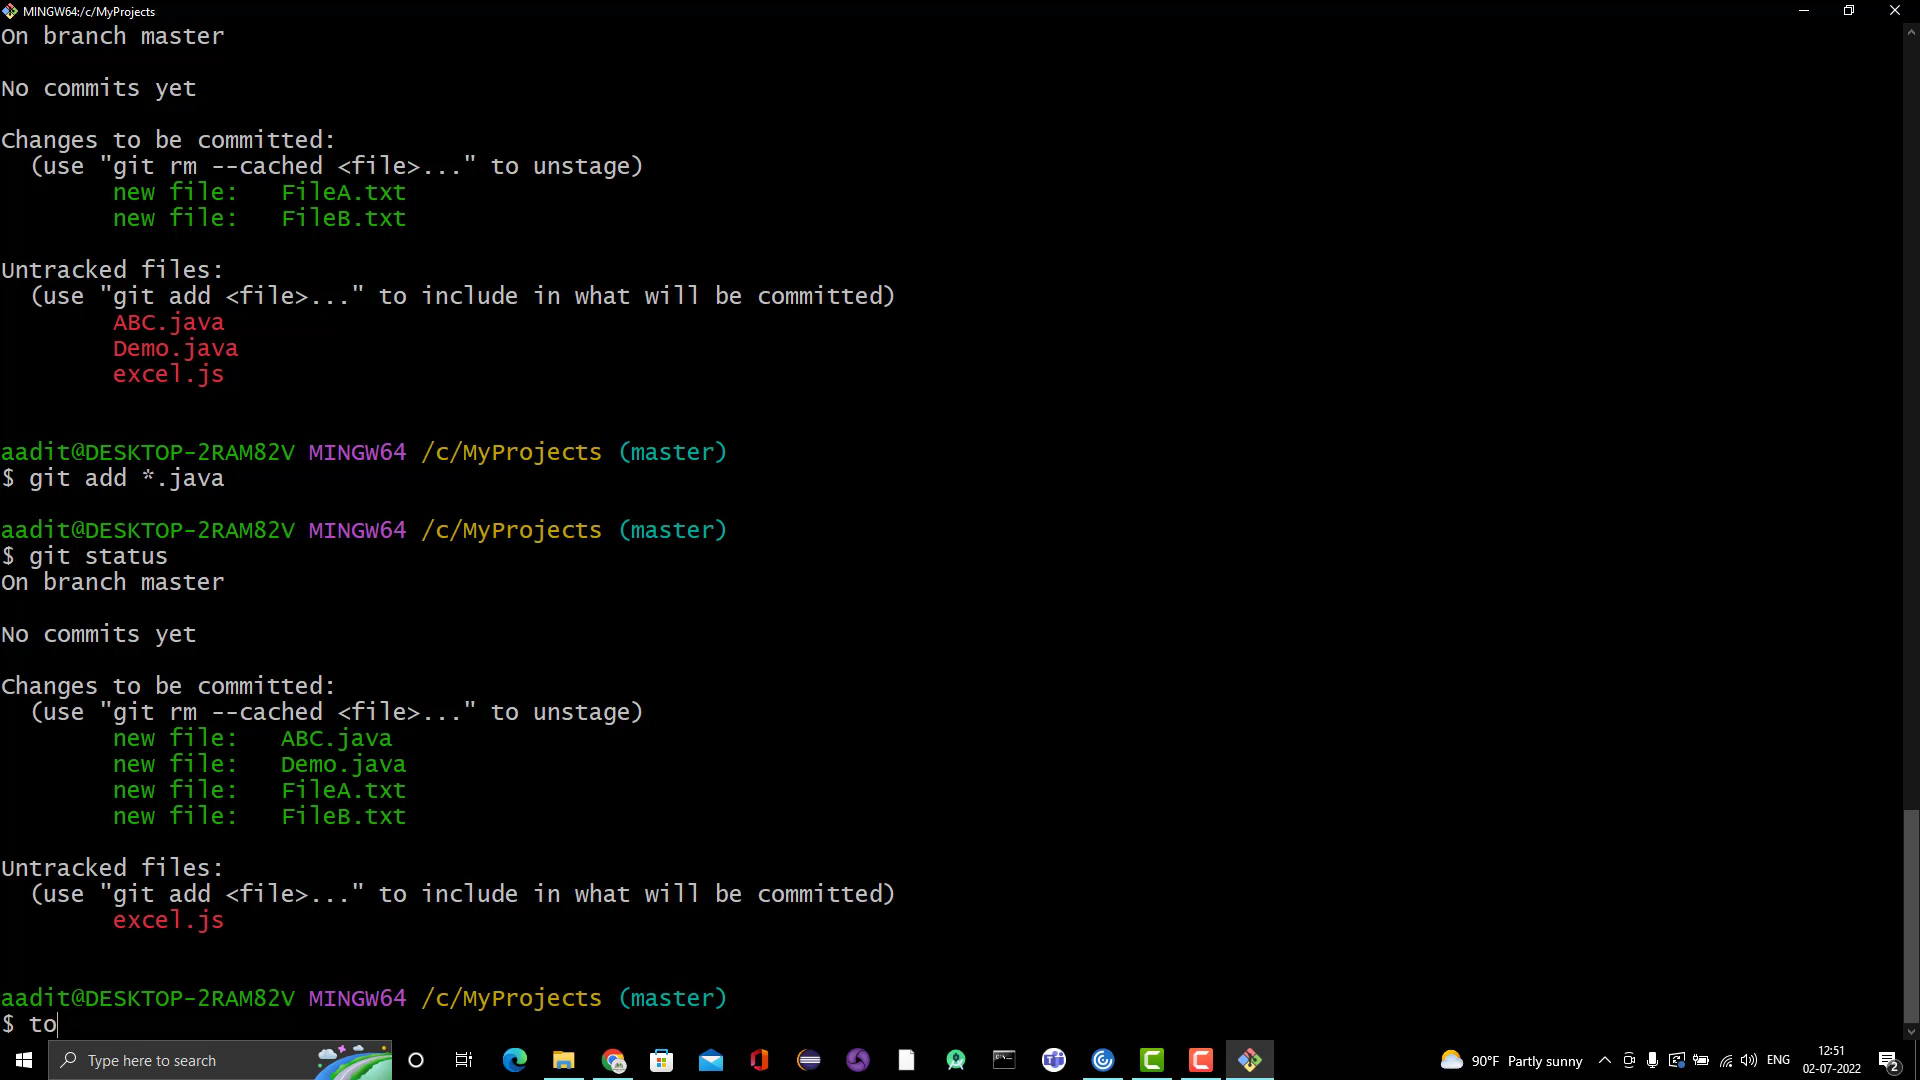 MINGW64:/c/MyProjects
On branch master
No commits yet
Changes to be committed:
(use "git rm --cached <file>..." to unstage)
new file: FileA.txt
new file: FileB.txt
Untracked files:
(use "git add <file>..." to include in what will be committed)
ABC.java
Demo.java
excel.js
aadit@DESKTOP-2RAM82V MINGW64 /c/MyProjects (master)
$ git add *.java
aadit@DESKTOP-2RAM82V MINGW64 /c/MyProjects (master)
$ git status
On branch master
No commits yet
Changes to be committed:
(use "git rm --cached <file>..." to unstage)
new file: ABC.java
new file: Demo.java
new file: FileA.txt
new file: FileB.txt
Untracked files:
(use "git add <file>..." to include in what will be committed)
excel.js
aadit@DESKTOP-2RAM82V MINGW64 /c/MyProjects (master)
$ to
Type here to search
90°F Partly sunny
ENG
12:51
02-07-2022
2